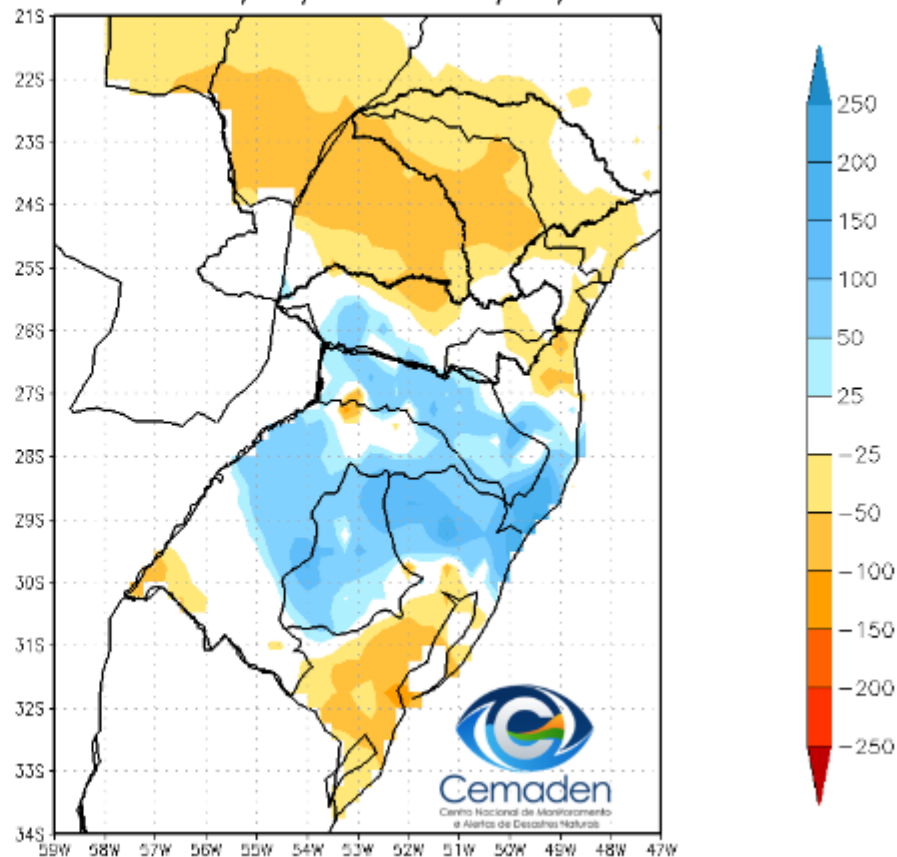 21S
22S
23S
24S
25S
26S
27S
28S
29S
30S
31S
32S
33S
34S
59W 58W 57W 56W 55W 54W 53W 52W 51W 50W 49W 48W 47W
250
200
150
100
50
25
-25
-50
-100
-150
-200
-250
Cemaden
Centro Nacional de Monitoramento
e Alertas de Desastres Naturais